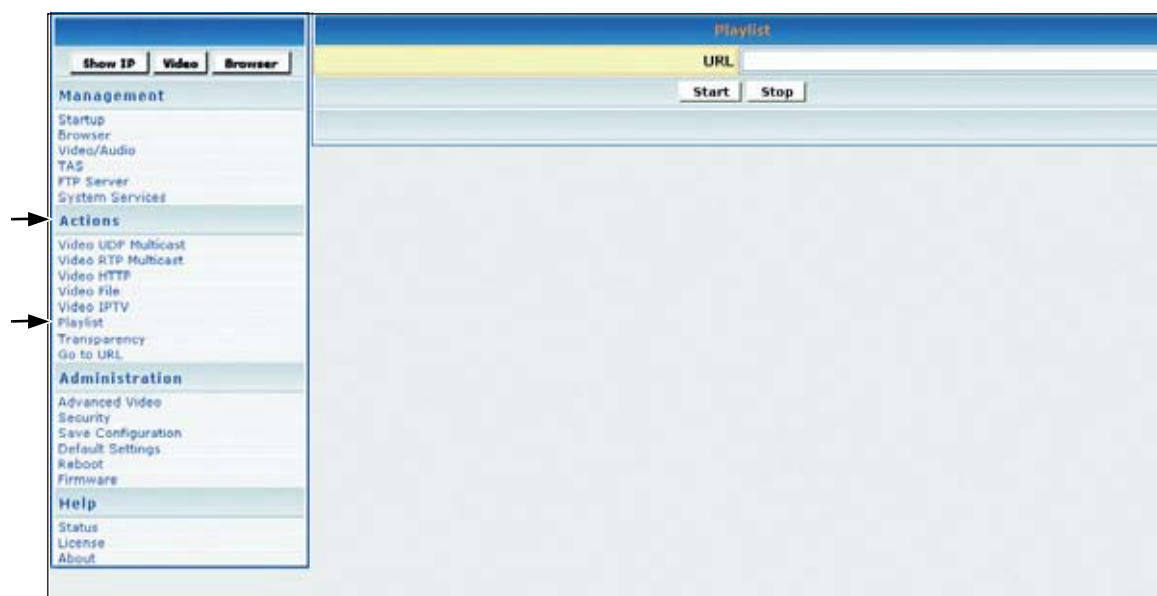 Playlist
URL
Start Stop
Show IP Video Browser
Management
Startup
Browser
Video/Audio
TAS
FTP Server
System Services
Actions
Video UDP Multicast
Video RTP Multicast
Video HTTP
Video File
Video IPTV
Playlist
Transparency
Go to URL
Administration
Advanced Video
Security
Save Configuration
Default Settings
Reboot
Firmware
Help
Status
License
About